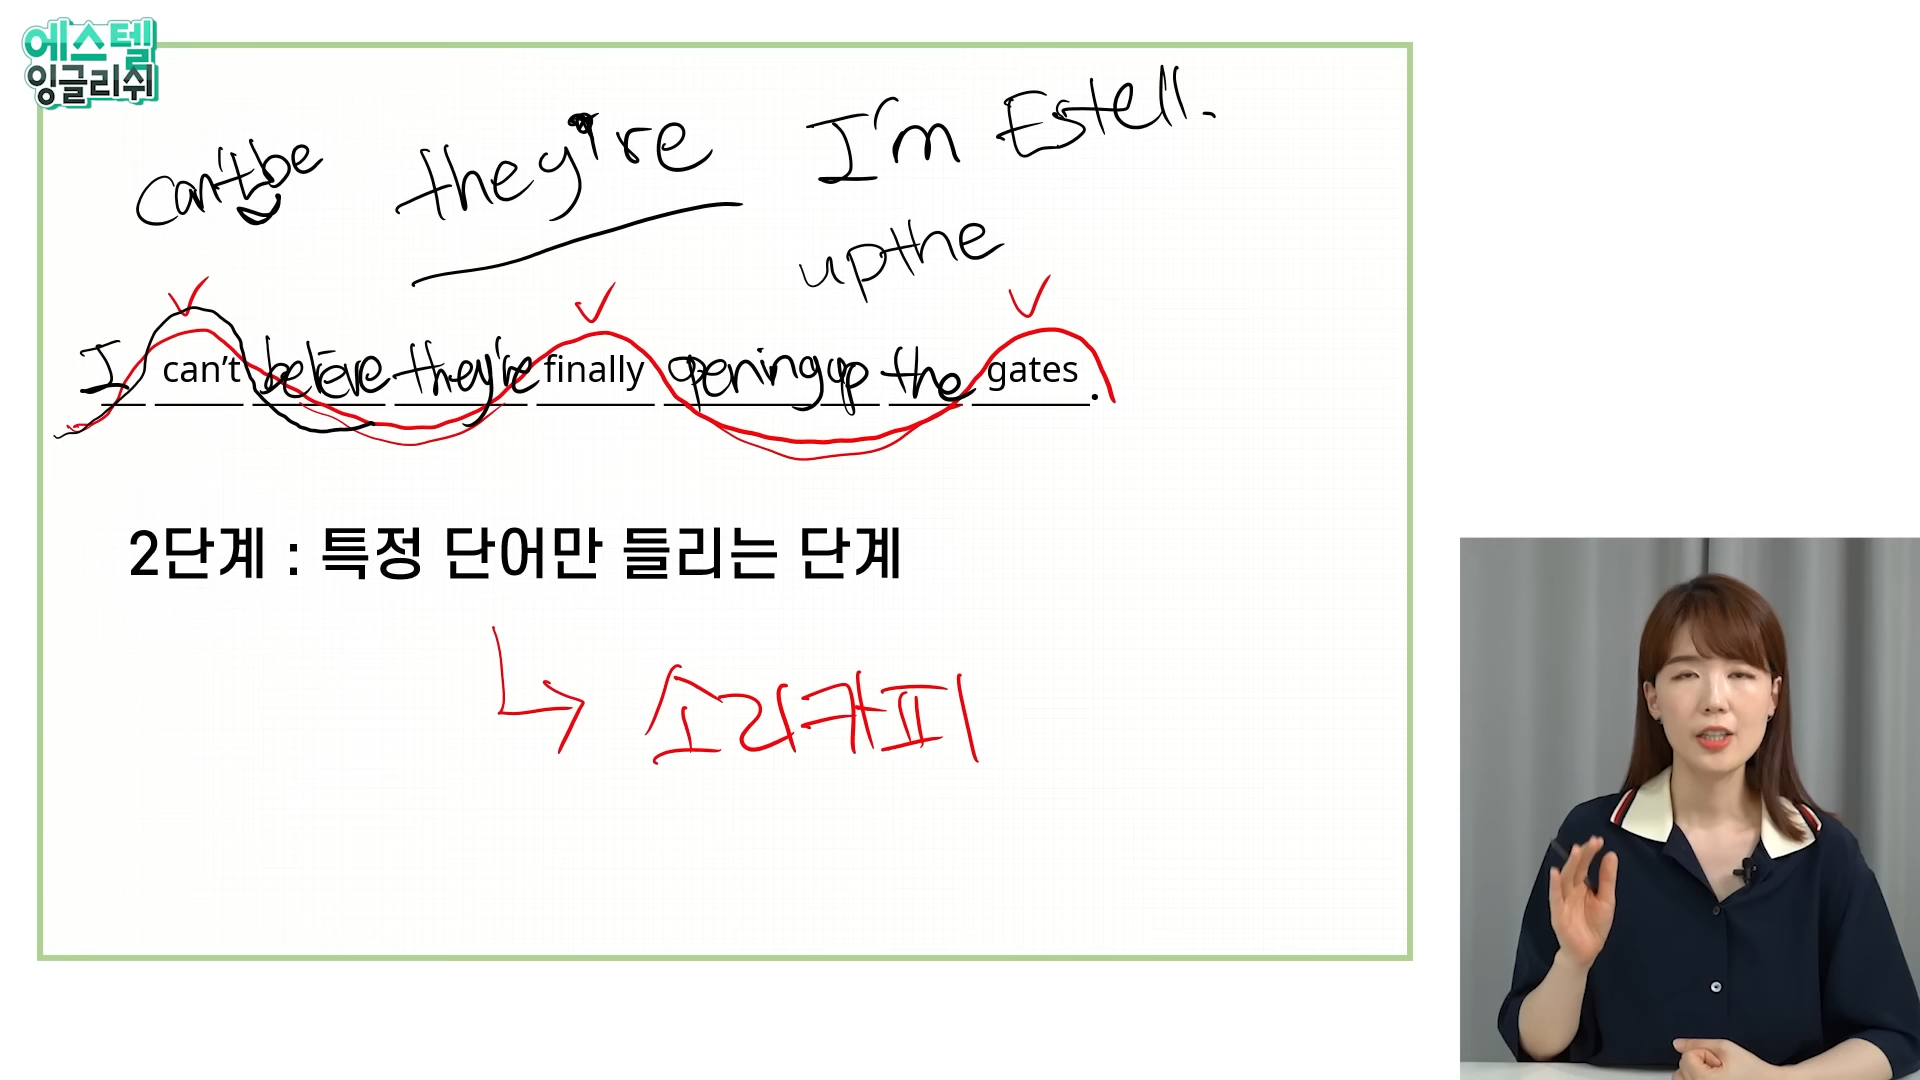 에스텔
잉글리쉬
can't be they're I'm Estell.
up the
I can't believe they're finally opening up the gates.
2단계 : 특정 단어만 들리는 단계
소리카피